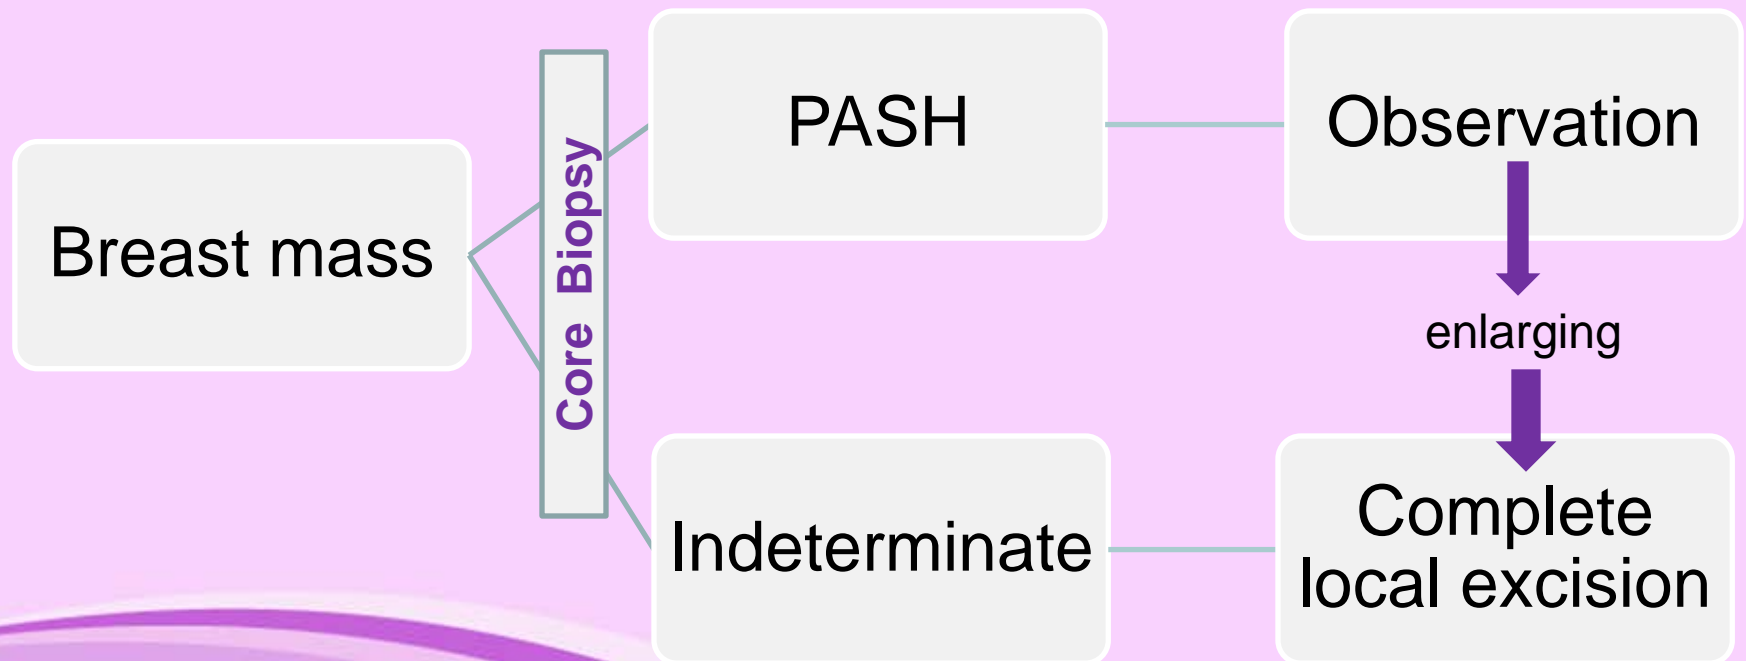 Breast mass
Core Biopsy
PASH
Observation
enlarging
Indeterminate
Complete
local excision